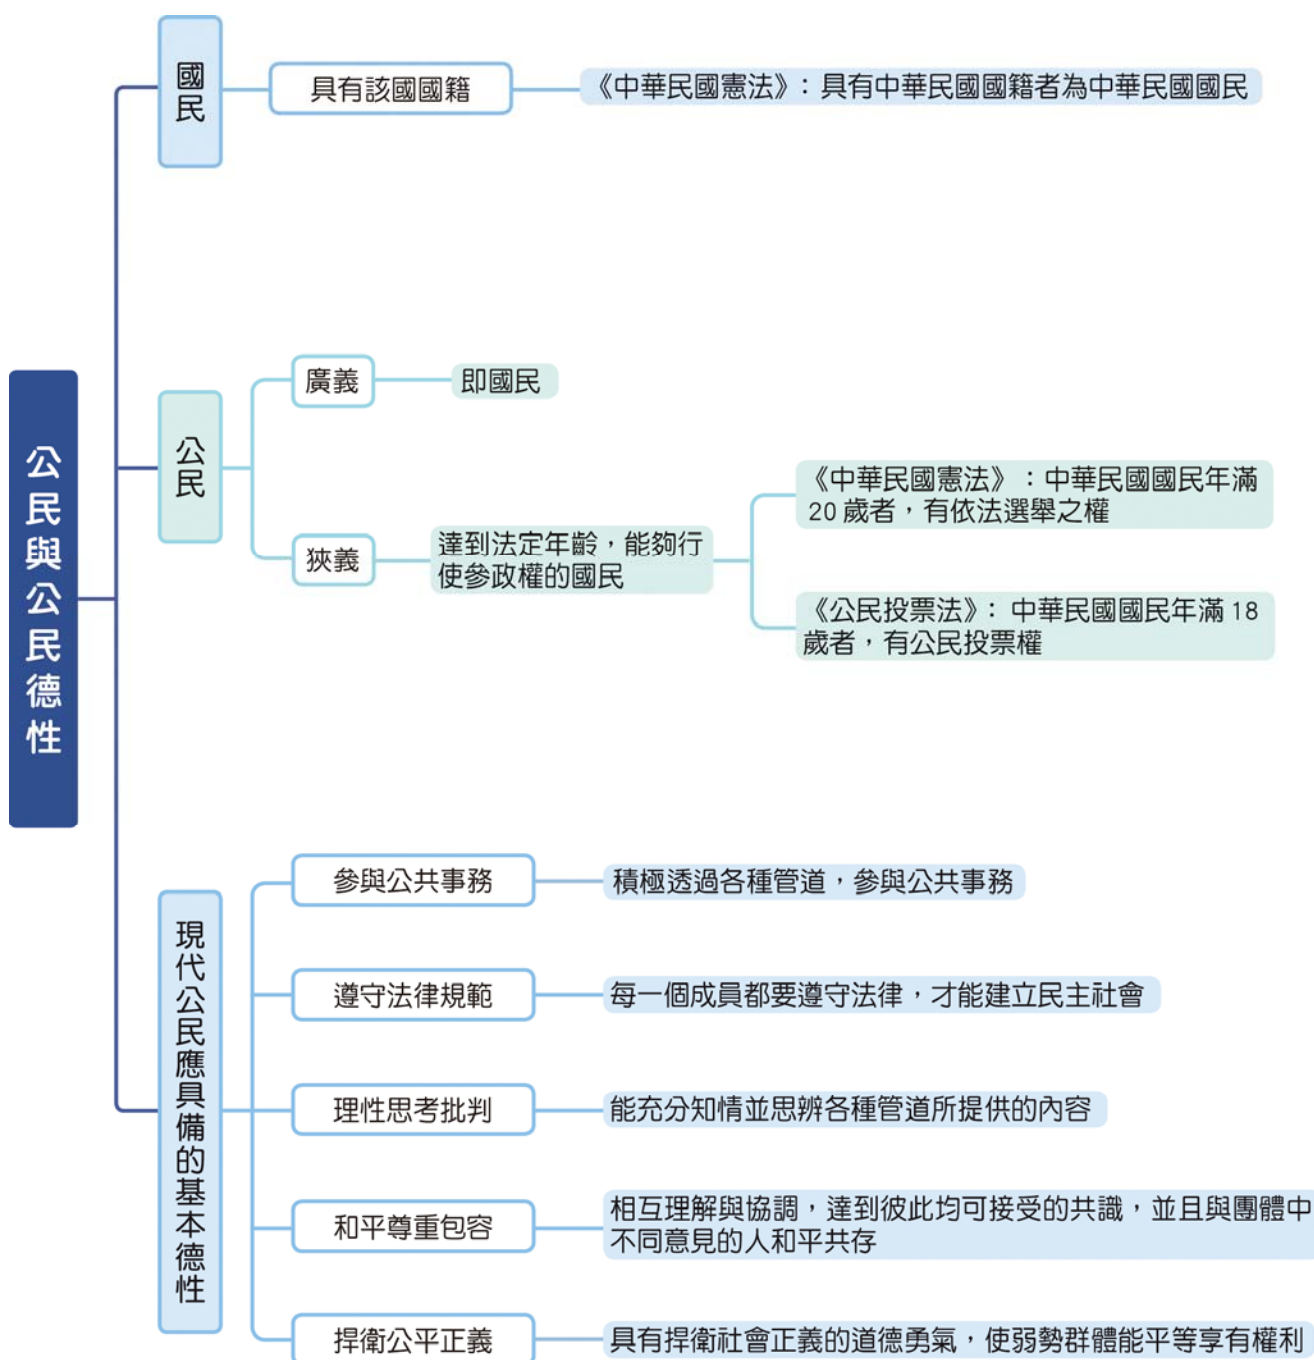 公民與公民德性
國民
具有該國國籍
《中華民國憲法》：具有中華民國國籍者為中華民國國民
公民
廣義
即國民
狹義
達到法定年齡，能夠行
使參政權的國民
《中華民國憲法》：中華民國國民年滿
20 歲者，有依法選舉之權
《公民投票法》：中華民國國民年滿 18
歲者，有公民投票權
現代公民應具備的基本德性
參與公共事務
積極透過各種管道，參與公共事務
遵守法律規範
每一個成員都要遵守法律，才能建立民主社會
理性思考批判
能充分知情並思辨各種管道所提供的內容
和平尊重包容
相互理解與協調，達到彼此均可接受的共識，並且與團體中
不同意見的人和平共存
捍衛公平正義
具有捍衛社會正義的道德勇氣，使弱勢群體能平等享有權利